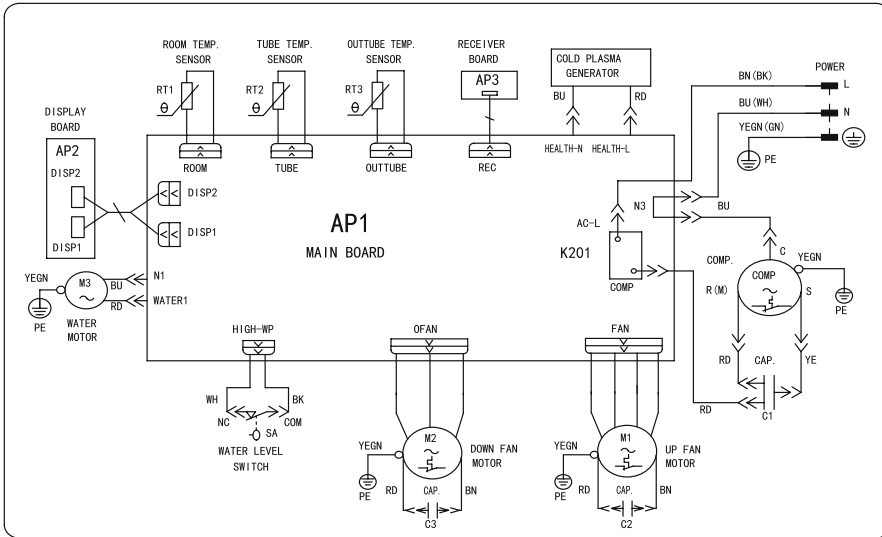 ROOM TEMP.
SENSOR
TUBE TEMP.
SENSOR
OUTTUBE TEMP.
SENSOR
RECEIVER
BOARD
COLD PLASMA
GENERATOR
POWER
RT1
θ
RT2
θ
RT3
θ
AP3
BU
RD
BN(BK)
L
BU(WH)
N
YEGN(GN)
PE
DISPLAY
BOARD
AP2
DISP2
DISP1
DISP2
DISP1
ROOM
TUBE
OUTTUBE
REC
HEALTH-N
HEALTH-L
AP1
MAIN BOARD
AC-L
N3
BU
K201
COMP
COMP.
C
YEGN
COMP
R(M)
S
PE
YEGN
M3
BU
N1
RD
WATER1
PE
WATER
MOTOR
RD
CAP.
YE
C1
RD
HIGH-WP
OFAN
FAN
WH
BK
NC
COM
SA
WATER LEVEL
SWITCH
YEGN
M2
DOWN FAN
MOTOR
PE
RD
CAP.
BN
C3
YEGN
M1
UP FAN
MOTOR
PE
RD
CAP.
BN
C2